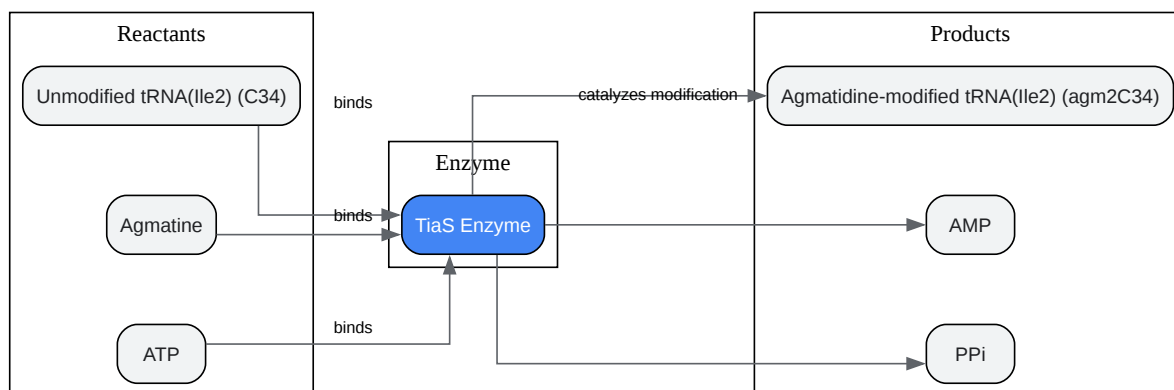 Reactants
Products
Unmodified tRNA(Ile2) (C34)
binds
catalyzes modification
Agmatidine-modified tRNA(Ile2) (agm2C34)
Enzyme
Agmatine
binds
TiaS Enzyme
AMP
ATP
binds
PPi